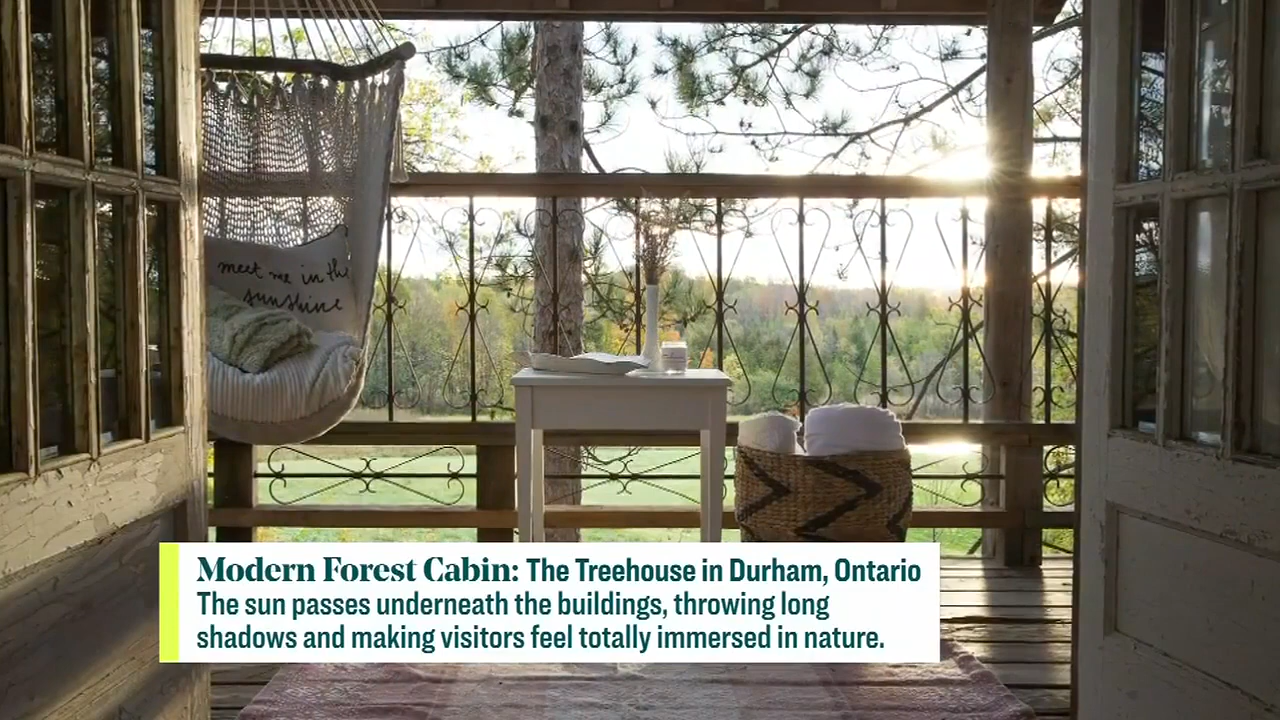 meet me in the
sunshine
Modern Forest Cabin: The Treehouse in Durham, Ontario
The sun passes underneath the buildings, throwing long
shadows and making visitors feel totally immersed in nature.